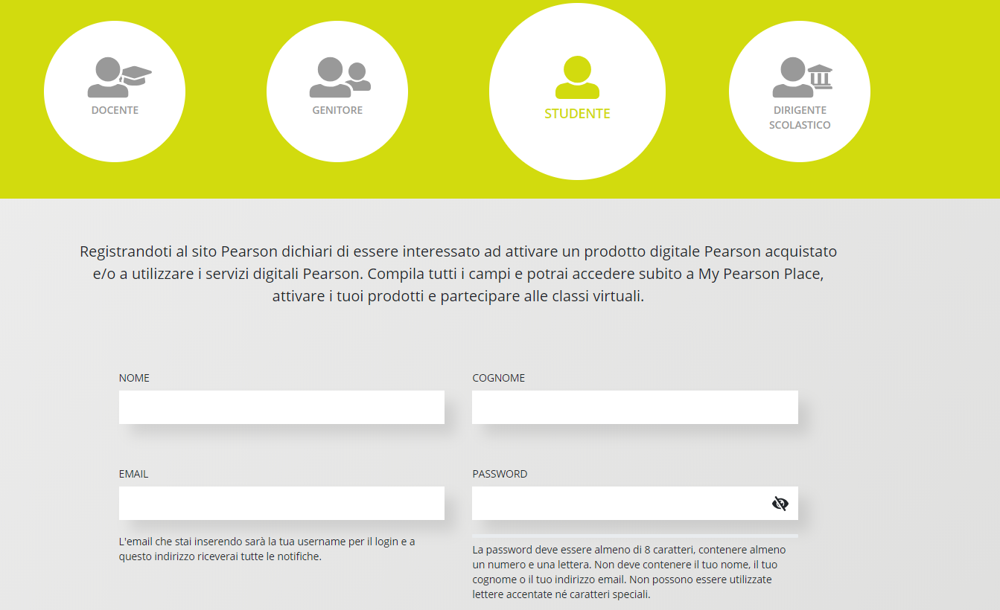 DOCENTE
GENITORE
STUDENTE
DIRIGENTE
SCOLASTICO
Registrandoti al sito Pearson dichiari di essere interessato ad attivare un prodotto digitale Pearson acquistato
e/o a utilizzare i servizi digitali Pearson. Compila tutti i campi e potrai accedere subito a My Pearson Place,
attivare i tuoi prodotti e partecipare alle classi virtuali.
NOME
COGNOME
EMAIL
PASSWORD
L'email che stai inserendo sarà la tua username per il login e a
questo indirizzo riceverai tutte le notifiche.
La password deve essere almeno di 8 caratteri, contenere almeno
un numero e una lettera. Non deve contenere il tuo nome, il tuo
cognome o il tuo indirizzo email. Non possono essere utilizzate
lettere accentate né caratteri speciali.